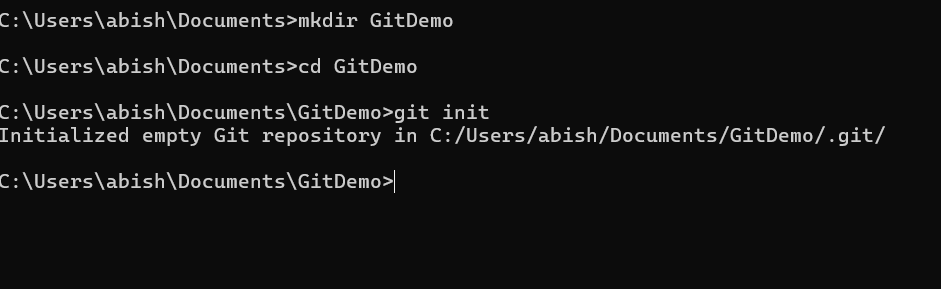 C:\Users\abish\Documents>mkdir GitDemo
C:\Users\abish\Documents>cd GitDemo
C:\Users\abish\Documents\GitDemo>git init
Initialized empty Git repository in C:/Users/abish/Documents/GitDemo/.git/
C:\Users\abish\Documents\GitDemo>